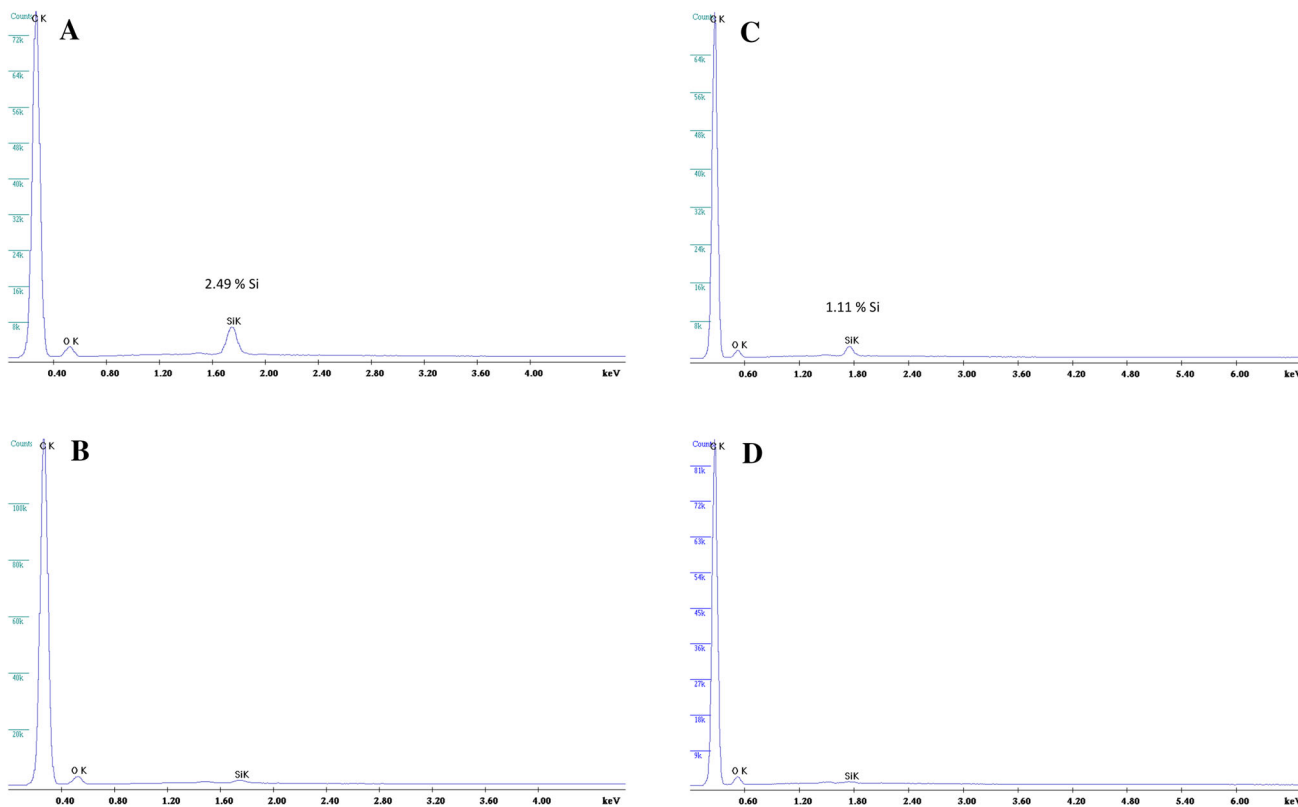 Counts
C K
A
72k
64k
56k
48k
40k
32k
24k
16k
8k
2.49 % Si
SiK
O K
0.40 0.80 1.20 1.60 2.00 2.40 2.80 3.20 3.60 4.00 keV
C K
C
64k
56k
48k
40k
32k
24k
16k
8k
1.11 % Si
SiK
O K
0.60 1.20 1.80 2.40 3.00 3.60 4.20 4.80 5.40 6.00 keV
Counts
C K
B
100k
80k
60k
40k
20k
O K
SiK
0.40 0.80 1.20 1.60 2.00 2.40 2.80 3.20 3.60 4.00 keV
C K
D
81k
72k
63k
54k
45k
36k
27k
18k
9k
O K
SiK
0.60 1.20 1.80 2.40 3.00 3.60 4.20 4.80 5.40 6.00 keV